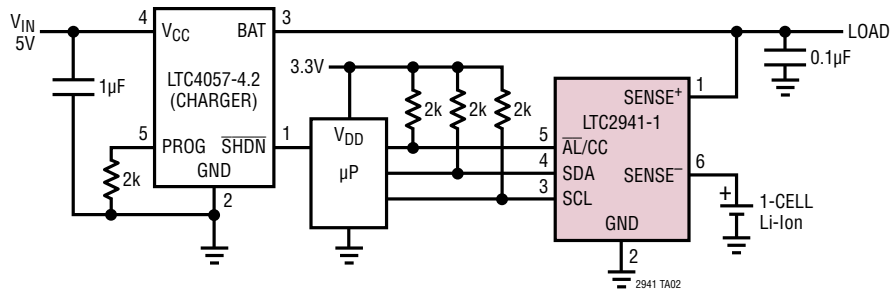 VIN
5V
4
VCC
BAT
3
LOAD
1µF
LTC4057-4.2
(CHARGER)
3.3V
2k
2k
2k
0.1µF
SENSE+
1
LTC2941-1
5
PROG
SHDN
1
VDD
5
AL/CC
2k
GND
µP
4
SDA
SENSE–
6
3
SCL
2
+
1-CELL
Li-Ion
GND
2
2941 TA02